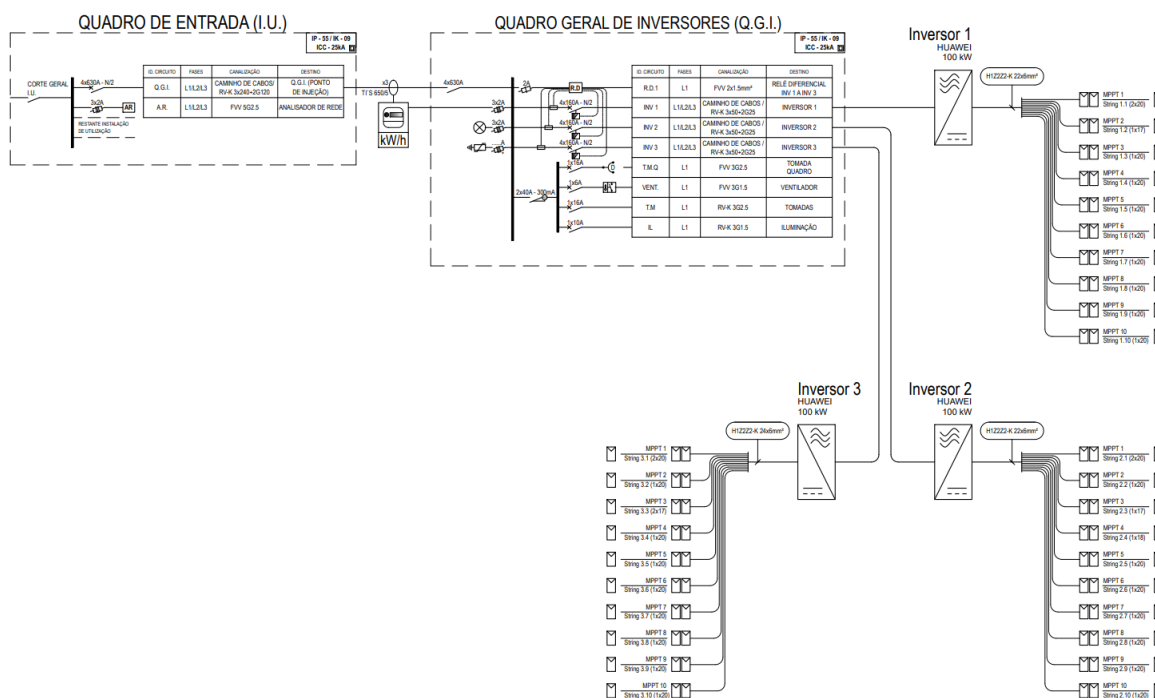 QUADRO DE ENTRADA (I.U.)
IP - 55 / IK - 09
ICC - 25kA
CORTE GERAL
I.U.
4x630A - N/2
3x2A
AR
RESTANTE INSTALAÇÃO
DE UTILIZAÇÃO
ID. CIRCUITO FASES CANALIZAÇÃO DESTINO
Q.G.I. L1/L2/L3 CAMINHO DE CABOS/ RV-K 3x240+2G120 Q.G.I. (PONTO DE INJEÇÃO)
A.R. L1/L2/L3 FVV 5G2.5 ANALISADOR DE REDE
x3
TI'S 650/5
kW/h
QUADRO GERAL DE INVERSORES (Q.G.I.)
IP - 55 / IK - 09
ICC - 25kA
4x630A
2A
R.D
3x2A
4x160A - N/2
3x2A
4x160A - N/2
4x160A - N/2
1x16A
1x6A
2x40A - 300mA
1x16A
1x10A
ID. CIRCUITO FASES CANALIZAÇÃO DESTINO
R.D.1 L1 FVV 2x1.5mm² RELÉ DIFERENCIAL INV 1 A INV 3
INV 1 L1/L2/L3 CAMINHO DE CABOS / RV-K 3x50+2G25 INVERSOR 1
INV 2 L1/L2/L3 CAMINHO DE CABOS / RV-K 3x50+2G25 INVERSOR 2
INV 3 L1/L2/L3 CAMINHO DE CABOS / RV-K 3x50+2G25 INVERSOR 3
T.M.Q L1 FVV 3G2.5 TOMADA QUADRO
VENT. L1 FVV 3G1.5 VENTILADOR
T.M L1 RV-K 3G2.5 TOMADAS
IL L1 RV-K 3G1.5 ILUMINAÇÃO
Inversor 1
HUAWEI
100 kW
H1Z2Z2-K 22x6mm²
MPPT 1
String 1.1 (2x20)
MPPT 2
String 1.2 (1x17)
MPPT 3
String 1.3 (1x20)
MPPT 4
String 1.4 (1x20)
MPPT 5
String 1.5 (1x20)
MPPT 6
String 1.6 (1x20)
MPPT 7
String 1.7 (1x20)
MPPT 8
String 1.8 (1x20)
MPPT 9
String 1.9 (1x20)
MPPT 10
String 1.10 (1x20)
Inversor 3
HUAWEI
100 kW
H1Z2Z2-K 24x6mm²
MPPT 1
String 3.1 (2x20)
MPPT 2
String 3.2 (1x20)
MPPT 3
String 3.3 (2x17)
MPPT 4
String 3.4 (1x20)
MPPT 5
String 3.5 (1x20)
MPPT 6
String 3.6 (1x20)
MPPT 7
String 3.7 (1x20)
MPPT 8
String 3.8 (1x20)
MPPT 9
String 3.9 (1x20)
MPPT 10
String 3.10 (1x20)
Inversor 2
HUAWEI
100 kW
H1Z2Z2-K 22x6mm²
MPPT 1
String 2.1 (2x20)
MPPT 2
String 2.2 (1x20)
MPPT 3
String 2.3 (1x17)
MPPT 4
String 2.4 (1x18)
MPPT 5
String 2.5 (1x20)
MPPT 6
String 2.6 (1x20)
MPPT 7
String 2.7 (1x20)
MPPT 8
String 2.8 (1x20)
MPPT 9
String 2.9 (1x20)
MPPT 10
String 2.10 (1x20)